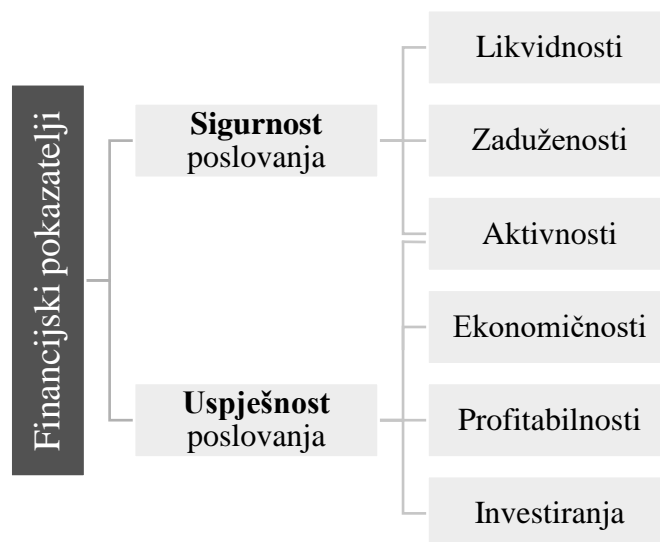 Financijski pokazatelji
Sigurnost
poslovanja
Likvidnosti
Zaduženosti
Aktivnosti
Uspješnost
poslovanja
Ekonomičnosti
Profitabilnosti
Investiranja